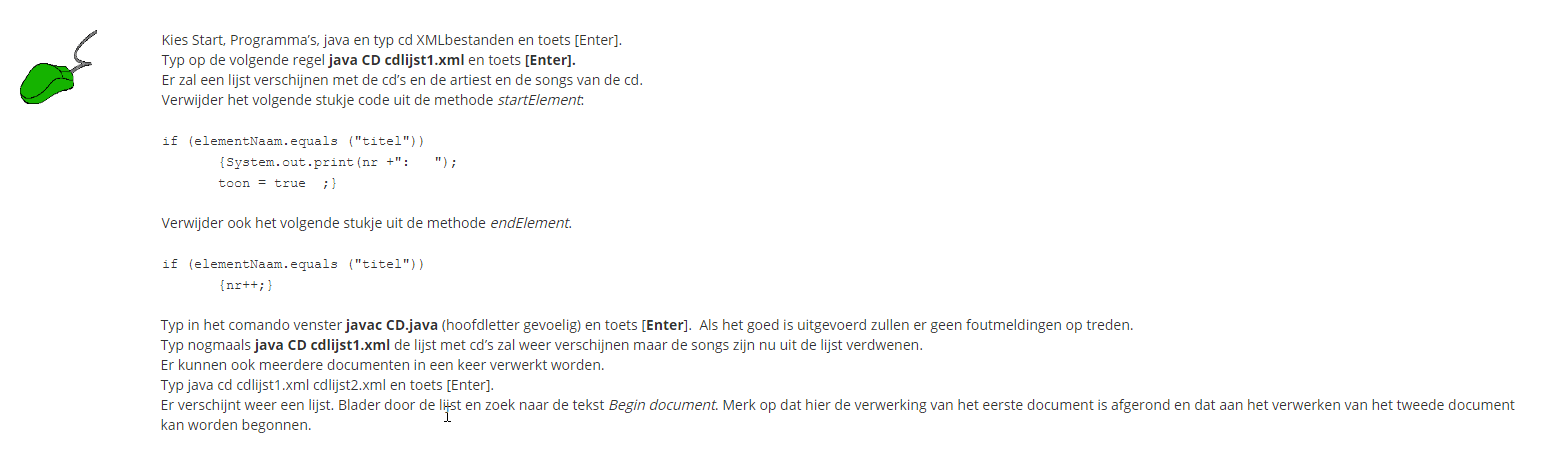 Kies Start, Programma's, java en typ cd XMLbestanden en toets [Enter].
Typ op de volgende regel java CD cdlijst1.xml en toets [Enter].
Er zal een lijst verschijnen met de cd's en de artiest en de songs van de cd.
Verwijder het volgende stukje code uit de methode startElement:
if (elementNaam.equals ("titel"))
{System.out.print(nr +":   ");
toon = true  ;}
Verwijder ook het volgende stukje uit de methode endElement.
if (elementNaam.equals ("titel"))
{nr++;}
Typ in het comando venster javac CD.java (hoofdletter gevoelig) en toets [Enter].  Als het goed is uitgevoerd zullen er geen foutmeldingen op treden.
Typ nogmaals java CD cdlijst1.xml de lijst met cd's zal weer verschijnen maar de songs zijn nu uit de lijst verdwenen.
Er kunnen ook meerdere documenten in een keer verwerkt worden.
Typ java cd cdlijst1.xml cdlijst2.xml en toets [Enter].
Er verschijnt weer een lijst. Blader door de lijst en zoek naar de tekst Begin document. Merk op dat hier de verwerking van het eerste document is afgerond en dat aan het verwerken van het tweede document
kan worden begonnen.